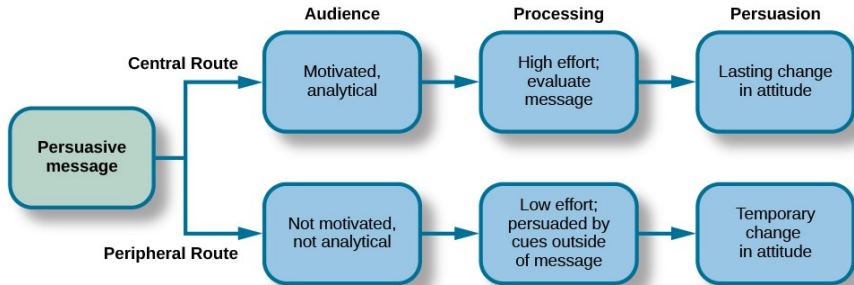 Audience
Processing
Persuasion
Central Route
Motivated,
analytical
High effort;
evaluate
message
Lasting change
in attitude
Persuasive
message
Peripheral Route
Not motivated,
not analytical
Low effort;
persuaded by
cues outside
of message
Temporary
change
in attitude